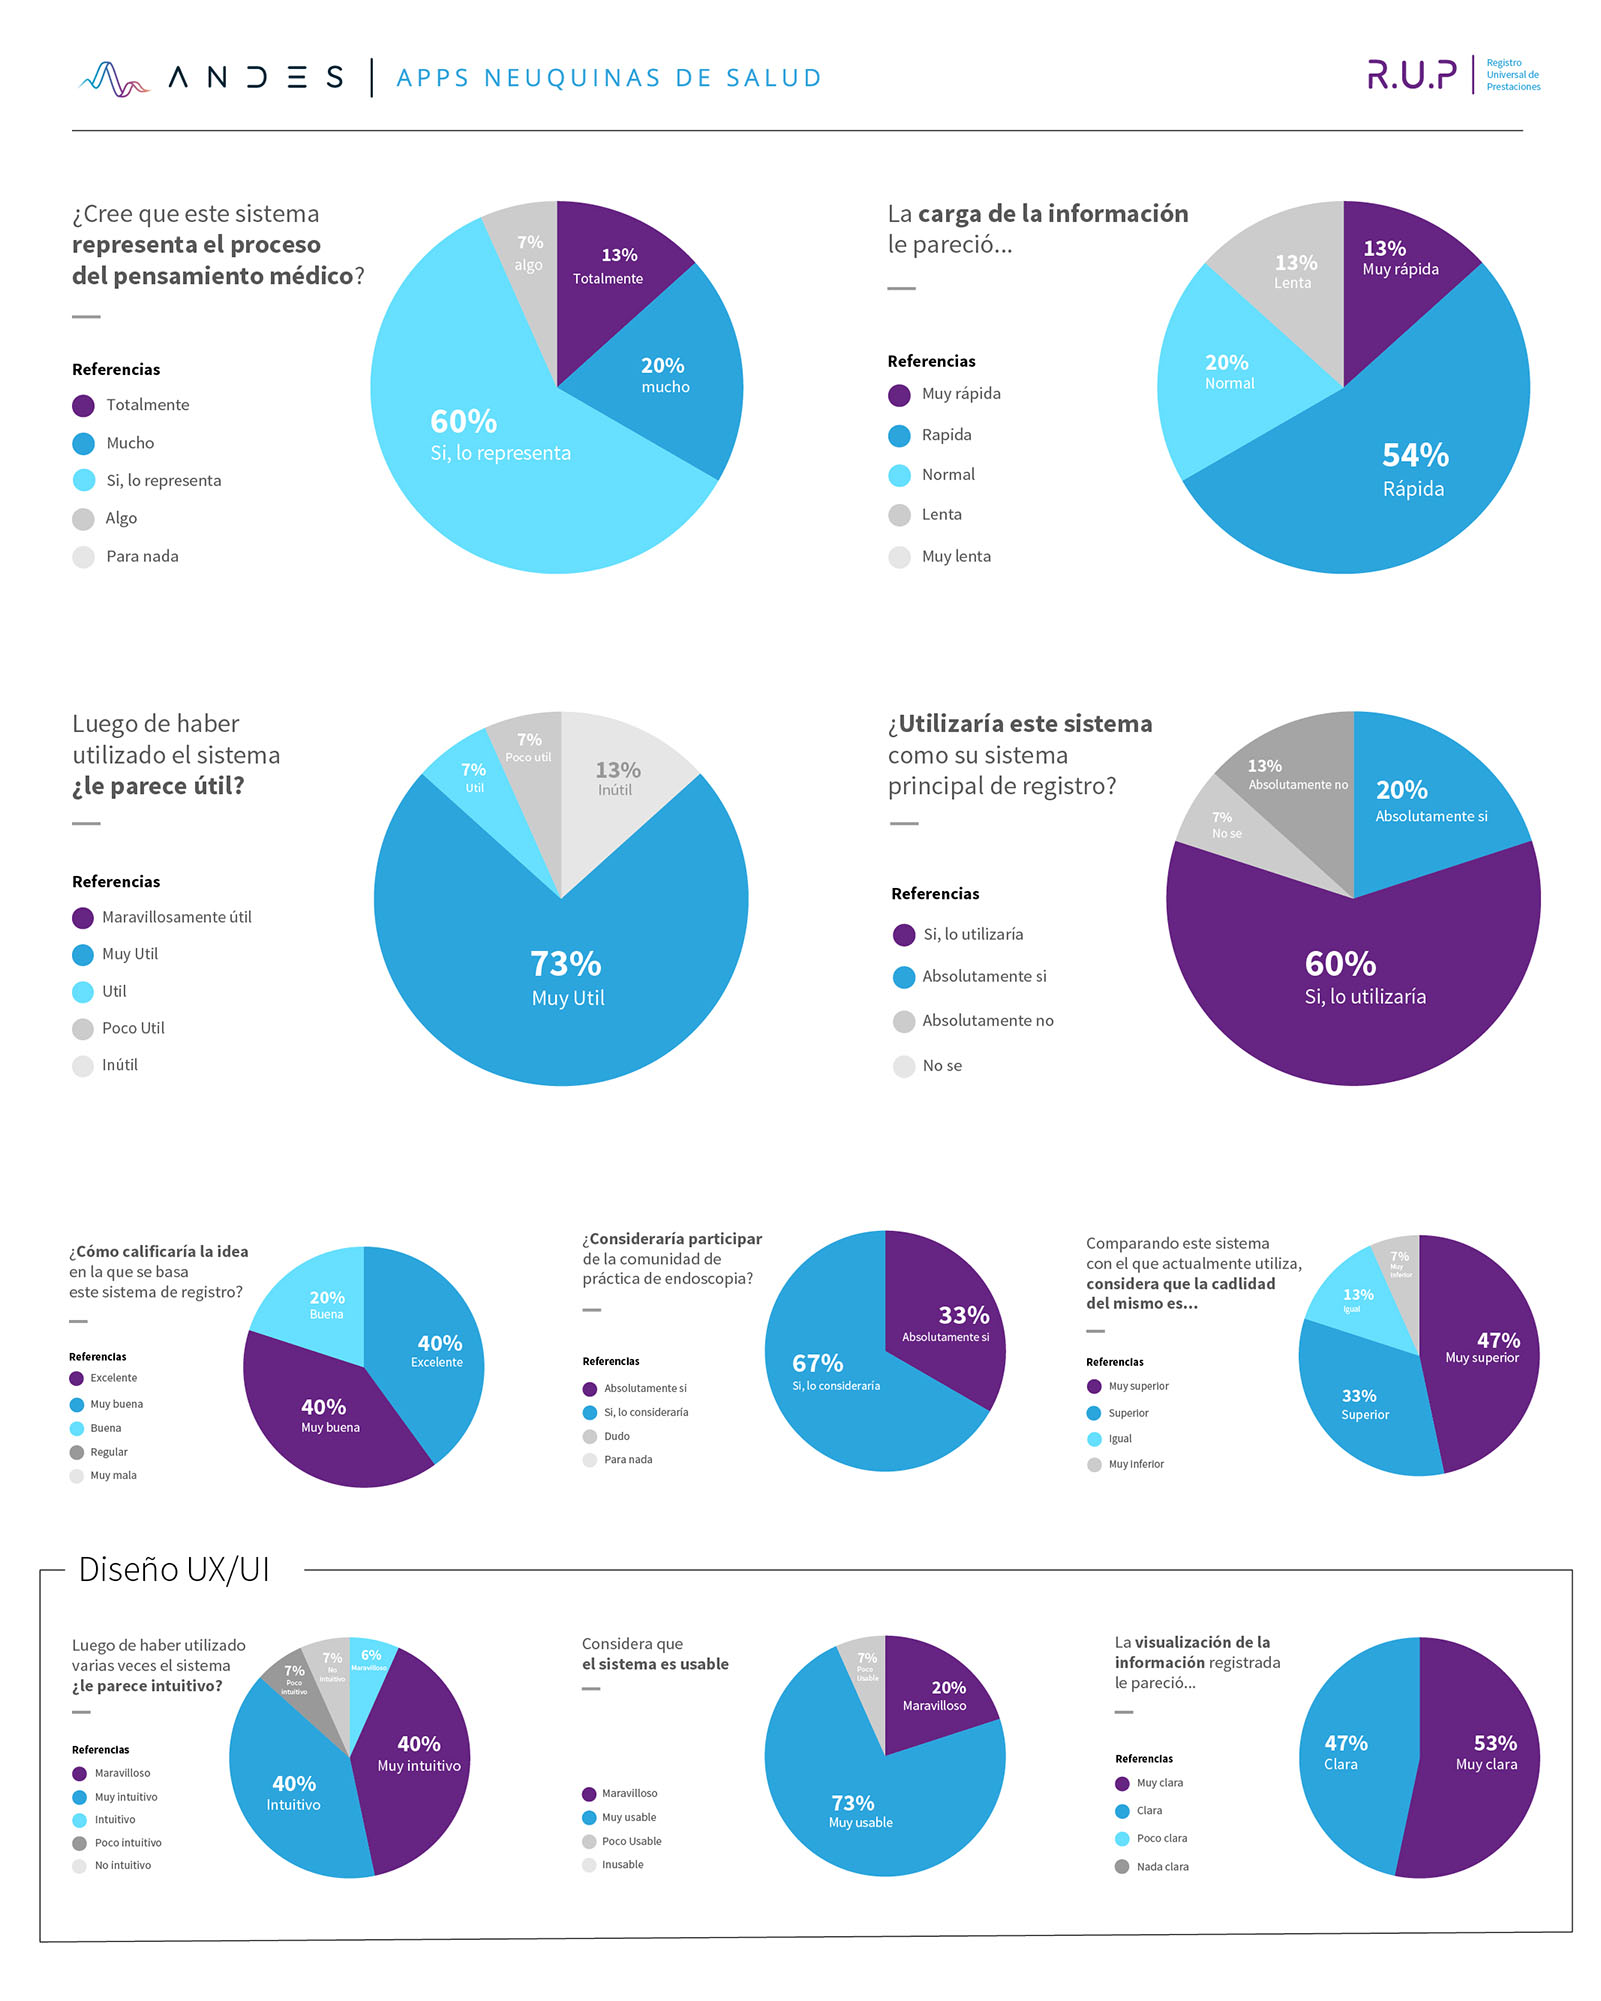 ANDES | APPS NEUQUINAS DE SALUD
R.U.P
Registro
Universal de
Prestaciones
¿Cree que este sistema
representa el proceso
del pensamiento médico?
Referencias
Totalmente
Mucho
Si, lo representa
Algo
Para nada
7%
algo
13%
Totalmente
20%
mucho
60%
Si, lo representa
La carga de la información
le pareció...
Referencias
Muy rápida
Rapida
Normal
Lenta
Muy lenta
13%
Lenta
13%
Muy rápida
20%
Normal
54%
Rápida
Luego de haber
utilizado el sistema
¿le parece útil?
Referencias
Maravillosamente útil
Muy Util
Util
Poco Util
Inútil
7%
Poco util
7%
Util
13%
Inútil
73%
Muy Util
¿Utilizaría este sistema
como su sistema
principal de registro?
Referencias
Si, lo utilizaría
Absolutamente si
Absolutamente no
No se
13%
Absolutamente no
7%
No se
20%
Absolutamente si
60%
Si, lo utilizaría
¿Cómo calificaría la idea
en la que se basa
este sistema de registro?
Referencias
Excelente
Muy buena
Buena
Regular
Muy mala
20%
Buena
40%
Excelente
40%
Muy buena
¿Consideraría participar
de la comunidad de
práctica de endoscopia?
Referencias
Absolutamente si
Si, lo consideraría
Dudo
Para nada
33%
Absolutamente si
67%
Si, lo consideraría
Comparando este sistema
con el que actualmente utiliza,
considera que la cadlidad
del mismo es...
Referencias
Muy superior
Superior
Igual
Muy Inferior
7%
Muy
Inferior
13%
Igual
47%
Muy superior
33%
Superior
Diseño UX/UI
Luego de haber utilizado
varias veces el sistema
¿le parece intuitivo?
Referencias
Maravilloso
Muy intuitivo
Intuitivo
Poco intuitivo
No intuitivo
7%
Poco
intuitivo
7%
No
Intuitivo
6%
Maravilloso
40%
Muy intuitivo
40%
Intuitivo
Considera que
el sistema es usable
Maravilloso
Muy usable
Poco Usable
Inusable
7%
Poco
Usable
20%
Maravilloso
73%
Muy usable
La visualización de la
información registrada
le pareció...
Referencias
Muy clara
Clara
Poco clara
Nada clara
47%
Clara
53%
Muy clara